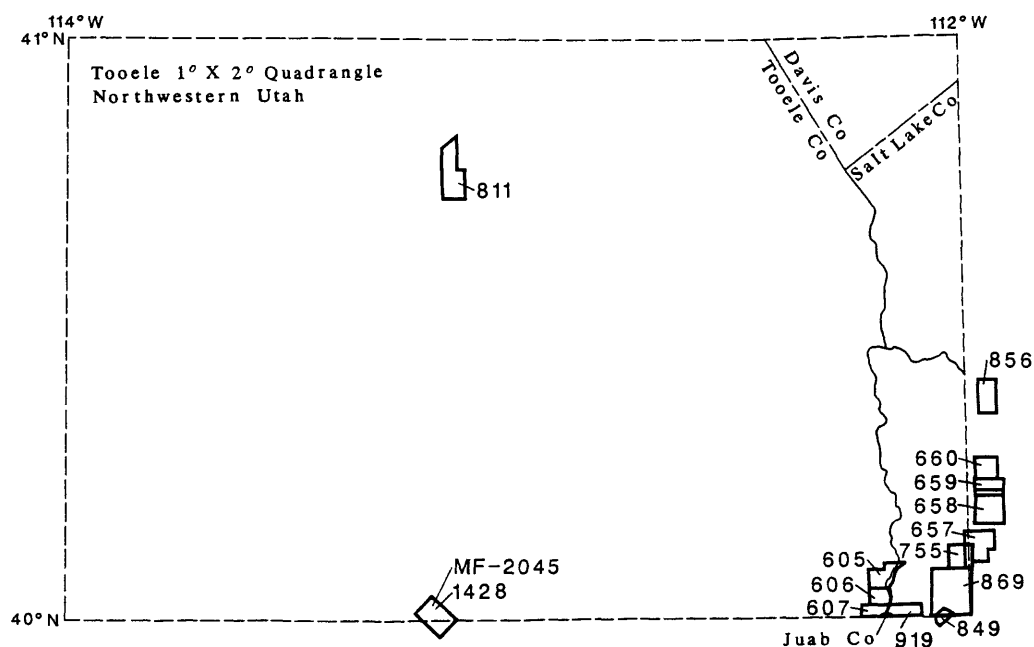 114°W
112°W
41°N
Tooele 1° X 2° Quadrangle
Northwestern Utah
Davis Co
Tooele Co
Salt Lake Co
811
856
660
659
658
657
755
605
606
607
869
MF-2045
1428
40°N
Juab Co
919
849